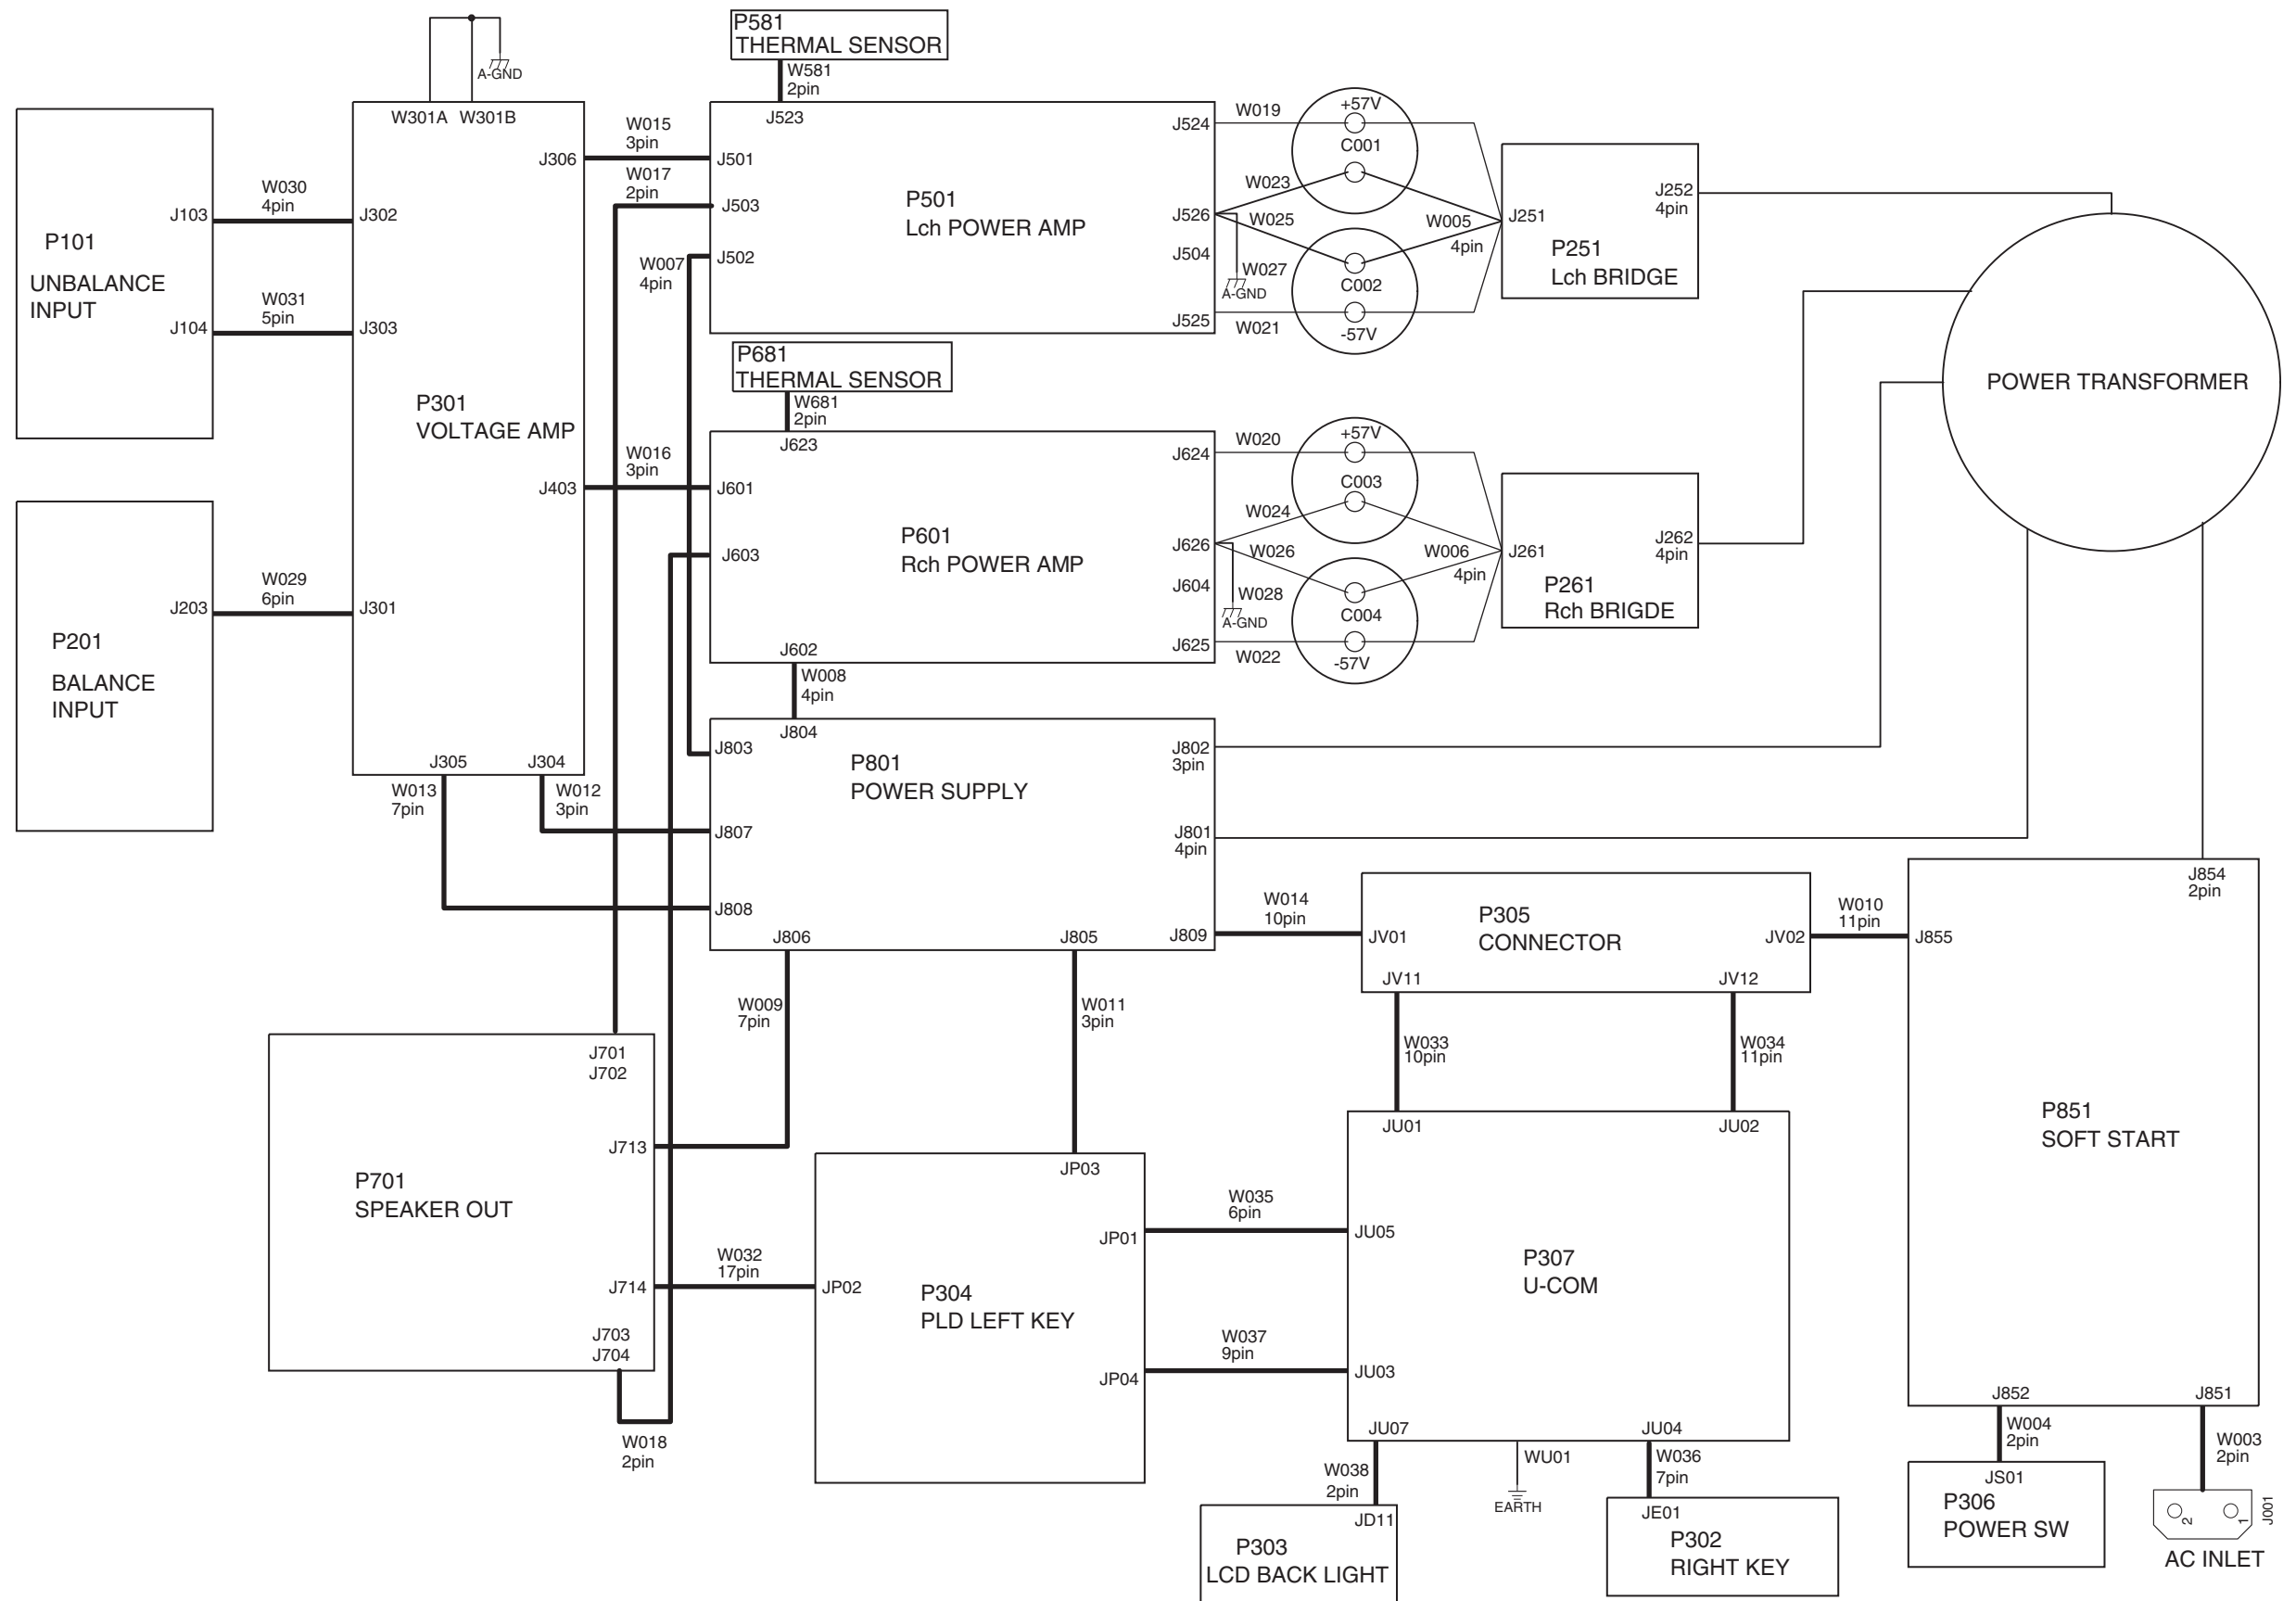 A-GND
W301A W301B
P101
UNBALANCE
INPUT
J103
J104
W030
4pin
W031
5pin
P201
BALANCE
INPUT
J203
W029
6pin
J302
J303
J301
P301
VOLTAGE AMP
J306
J403
J305
J304
W013
7pin
W012
3pin
W015
3pin
W017
2pin
W007
4pin
W016
3pin
P581
THERMAL SENSOR
W581
2pin
J523
J501
J503
J502
P501
Lch POWER AMP
J524
J526
J504
J525
W019
W023
W025
W027
A-GND
W021
+57V
C001
C002
-57V
W005
4pin
J251
J252
4pin
P251
Lch BRIDGE
P681
THERMAL SENSOR
W681
2pin
J623
J601
J603
P601
Rch POWER AMP
J602
J624
J626
J604
J625
W020
W024
W026
W028
A-GND
W022
+57V
C003
C004
-57V
W006
4pin
J261
J262
4pin
P261
Rch BRIGDE
POWER TRANSFORMER
W008
4pin
J804
J803
J807
J808
P801
POWER SUPPLY
J802
3pin
J801
4pin
J809
J806
J805
W009
7pin
W011
3pin
W014
10pin
JV01
P305
CONNECTOR
JV02
JV11
JV12
W010
11pin
W033
10pin
W034
11pin
J854
2pin
J855
P851
SOFT START
J852
J851
W004
2pin
W003
2pin
JS01
P306
POWER SW
2
1
J001
AC INLET
J701
J702
J713
P701
SPEAKER OUT
J714
J703
J704
W018
2pin
W032
17pin
JP03
JP01
JP02
P304
PLD LEFT KEY
JP04
W035
6pin
W037
9pin
JU01
JU02
JU05
P307
U-COM
JU03
JU07
JU04
W038
2pin
WU01
EARTH
W036
7pin
JD11
P303
LCD BACK LIGHT
JE01
P302
RIGHT KEY